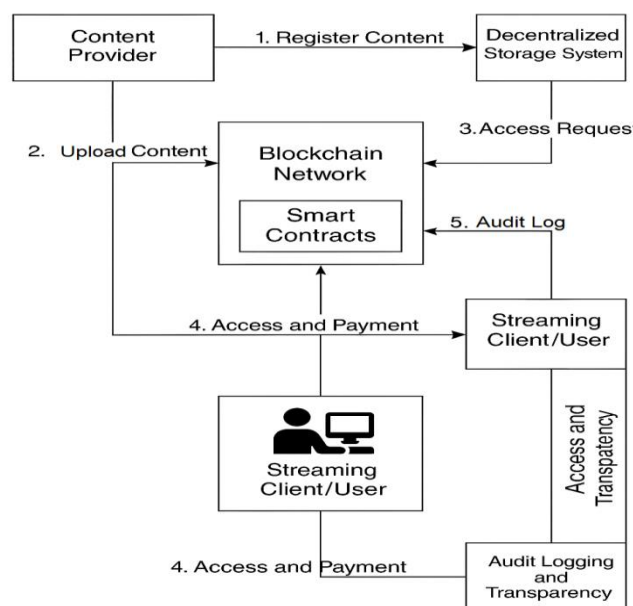 Content
Provider
1. Register Content
Decentralized
Storage System
3. Access Request
2. Upload Content
Blockchain
Network
Smart
Contracts
5. Audit Log
4. Access and Payment
Streaming
Client/User
Streaming
Client/User
Access and
Transpatency
4. Access and Payment
Audit Logging
and
Transparency